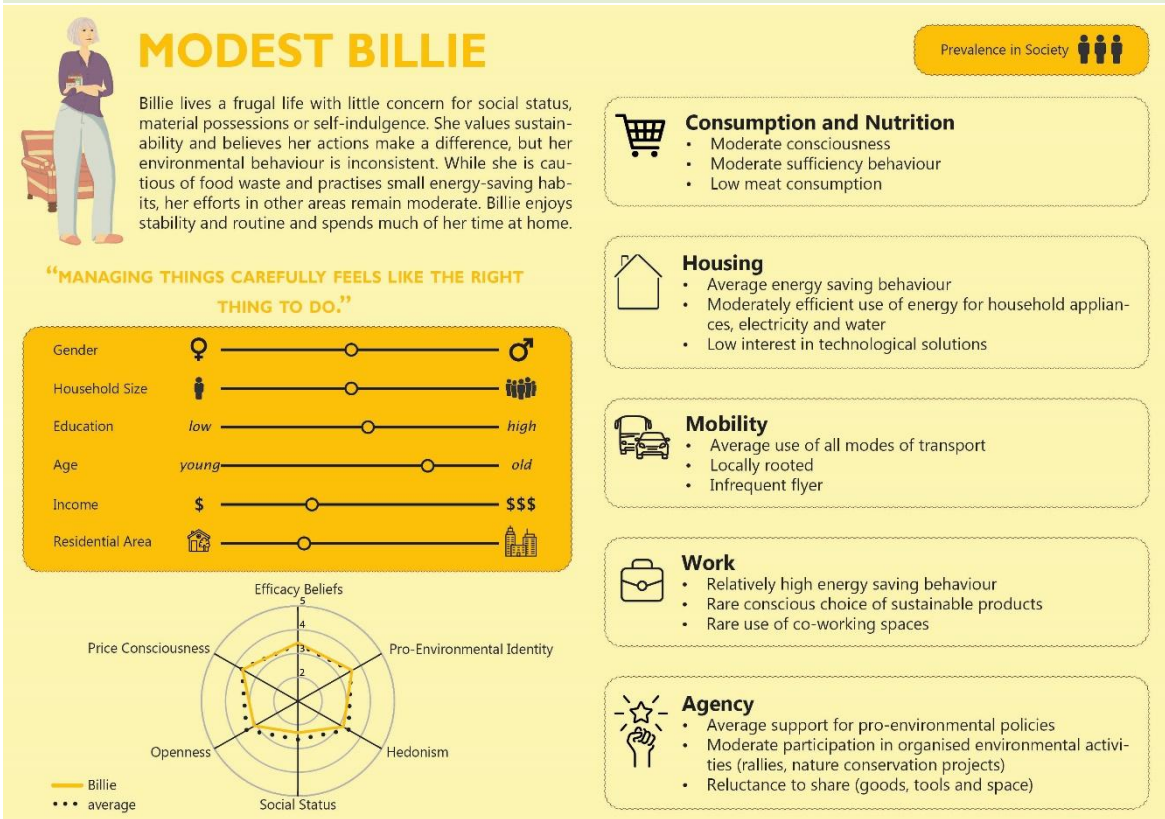 MODEST BILLIE
Billie lives a frugal life with little concern for social status,
material possessions or self-indulgence. She values sustain-
ability and believes her actions make a difference, but her
environmental behaviour is inconsistent. While she is cau-
tious of food waste and practises small energy-saving hab-
its, her efforts in other areas remain moderate. Billie enjoys
stability and routine and spends much of her time at home.
“MANAGING THINGS CAREFULLY FEELS LIKE THE RIGHT
THING TO DO.”
Gender
Household Size
Education low high
Age young old
Income $ $$$
Residential Area
Efficacy Beliefs
5
4
3
2
Price Consciousness
Pro-Environmental Identity
Openness
Hedonism
Social Status
Billie
average
Prevalence in Society
Consumption and Nutrition
• Moderate consciousness
• Moderate sufficiency behaviour
• Low meat consumption
Housing
• Average energy saving behaviour
• Moderately efficient use of energy for household applian-
ces, electricity and water
• Low interest in technological solutions
Mobility
• Average use of all modes of transport
• Locally rooted
• Infrequent flyer
Work
• Relatively high energy saving behaviour
• Rare conscious choice of sustainable products
• Rare use of co-working spaces
Agency
• Average support for pro-environmental policies
• Moderate participation in organised environmental activi-
ties (rallies, nature conservation projects)
• Reluctance to share (goods, tools and space)